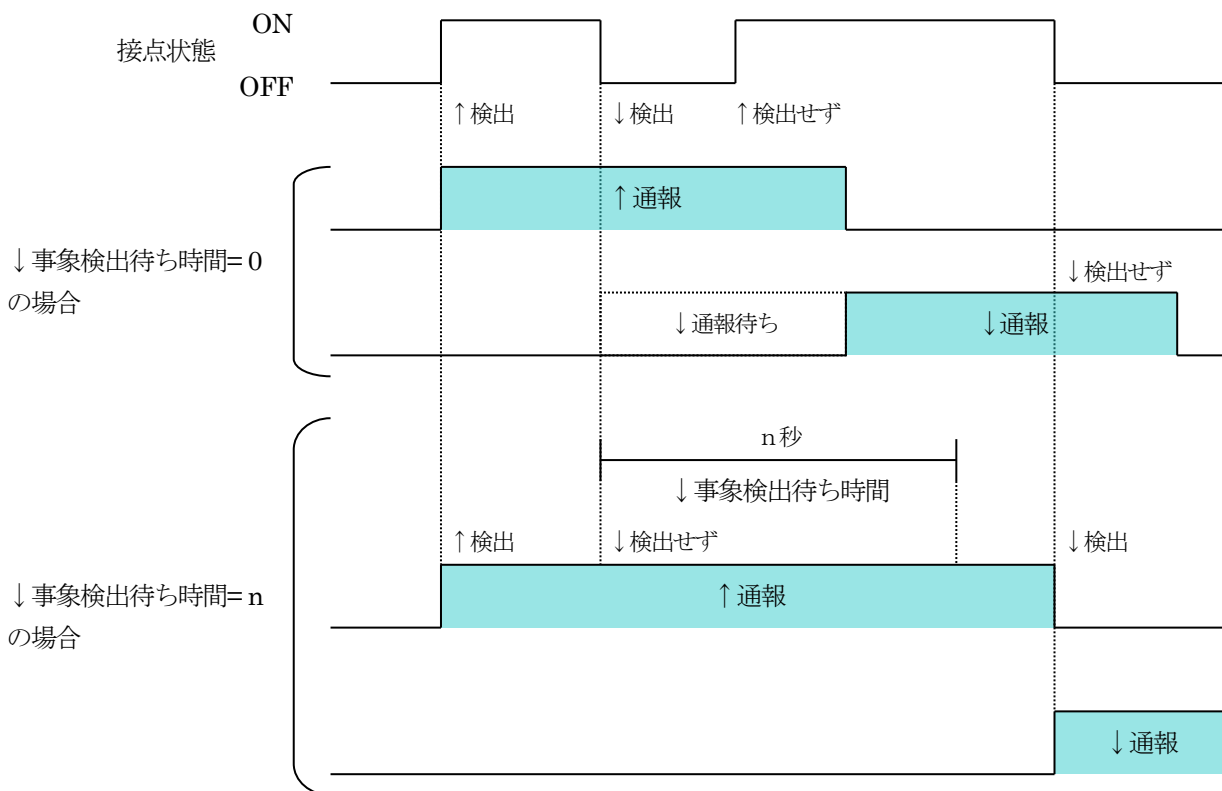 ON
接点状態
OFF
↑検出
↓検出
↑検出せず
↑通報
↓事象検出待ち時間=0
の場合
↓検出せず
↓通報待ち
↓通報
n秒
↓事象検出待ち時間
↑検出
↓検出せず
↓検出
↓事象検出待ち時間=n
の場合
↑通報
↓通報